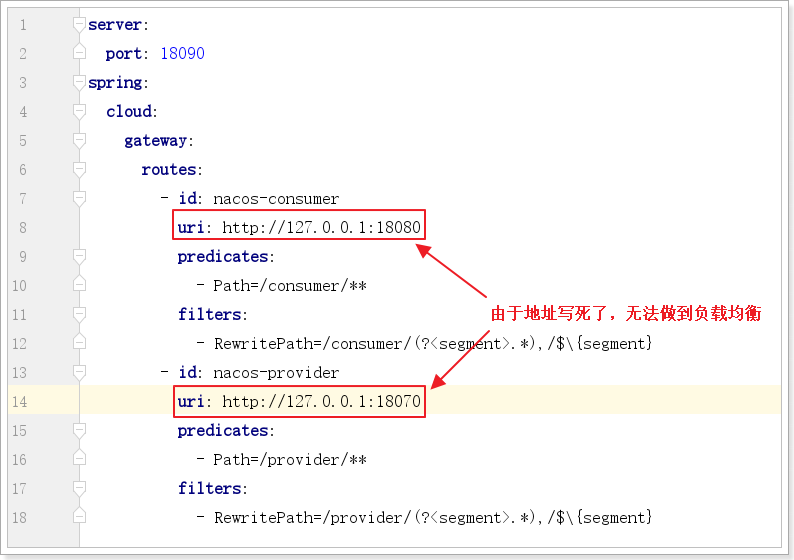 1 server:
2   port: 18090
3 spring:
4   cloud:
5     gateway:
6       routes:
7         - id: nacos-consumer
8           uri: http://127.0.0.1:18080
9           predicates:
10             - Path=/consumer/**
由于地址写死了，无法做到负载均衡
11           filters:
12             - RewritePath=/consumer/(?<segment>.*),/$\{segment}
13         - id: nacos-provider
14           uri: http://127.0.0.1:18070
15           predicates:
16             - Path=/provider/**
17           filters:
18             - RewritePath=/provider/(?<segment>.*),/$\{segment}